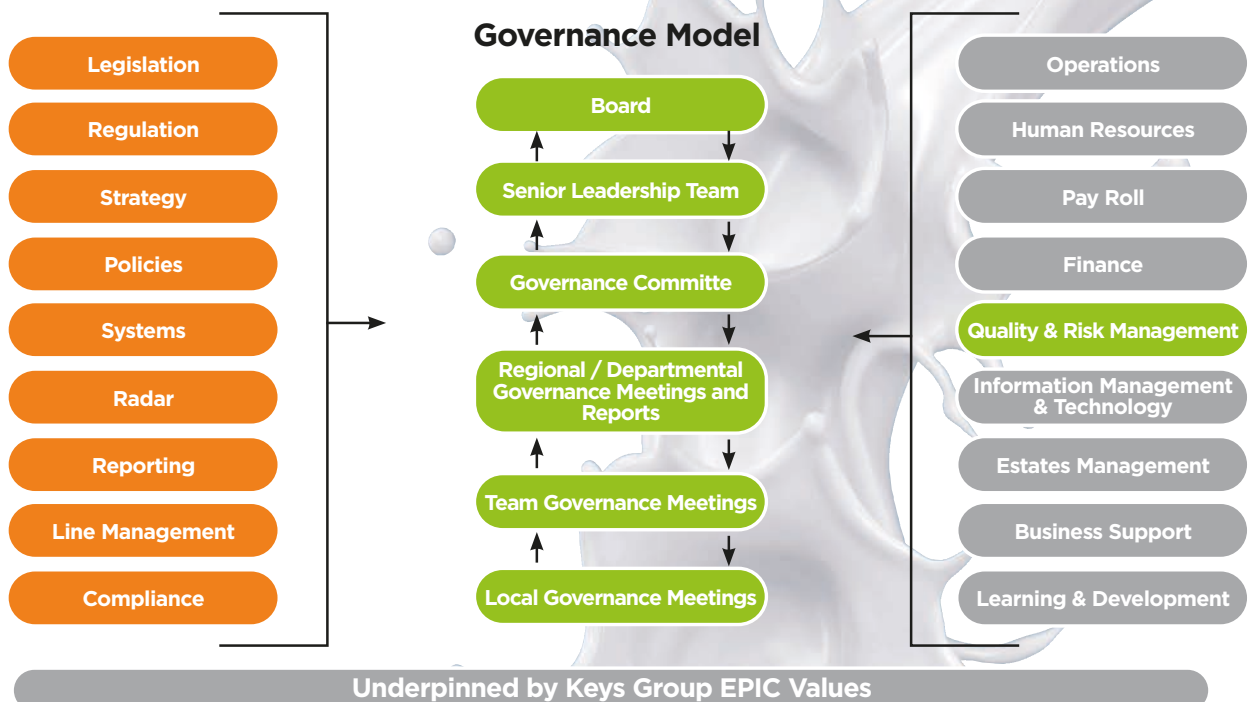 Governance Model
Legislation
Regulation
Strategy
Policies
Systems
Radar
Reporting
Line Management
Compliance
Board
Senior Leadership Team
Governance Committe
Regional / Departmental
Governance Meetings and
Reports
Team Governance Meetings
Local Governance Meetings
Operations
Human Resources
Pay Roll
Finance
Quality & Risk Management
Information Management
& Technology
Estates Management
Business Support
Learning & Development
Underpinned by Keys Group EPIC Values